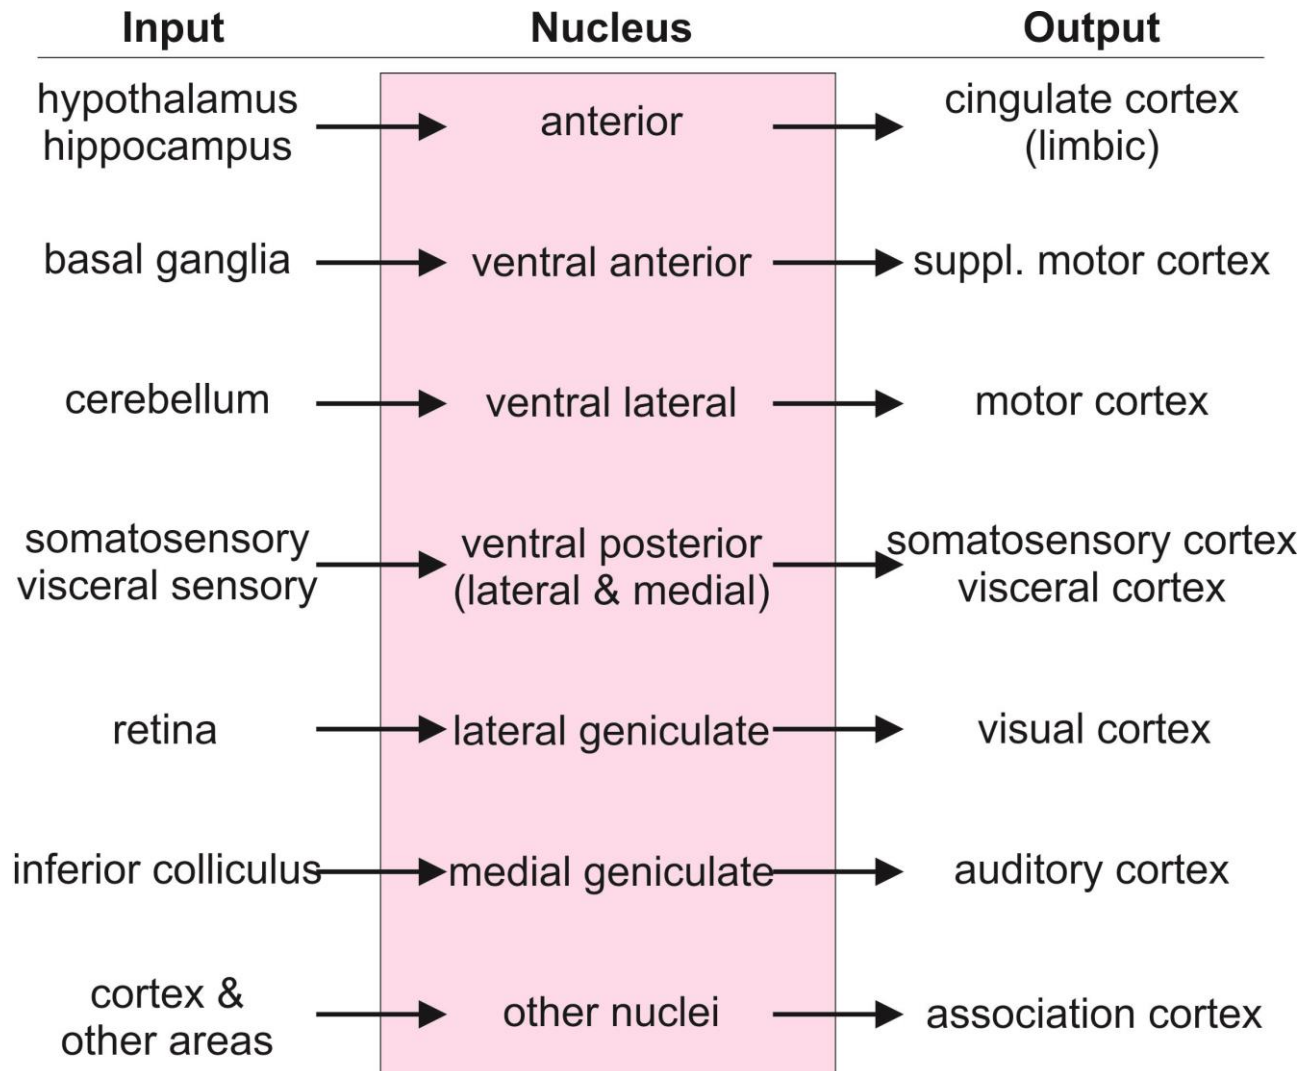 Input Nucleus Output
hypothalamus
hippocampus
anterior
cingulate cortex
(limbic)
basal ganglia ventral anterior suppl. motor cortex
cerebellum ventral lateral motor cortex
somatosensory
visceral sensory
ventral posterior
(lateral & medial)
somatosensory cortex
visceral cortex
retina lateral geniculate visual cortex
inferior colliculus medial geniculate auditory cortex
cortex &
other areas
other nuclei
association cortex